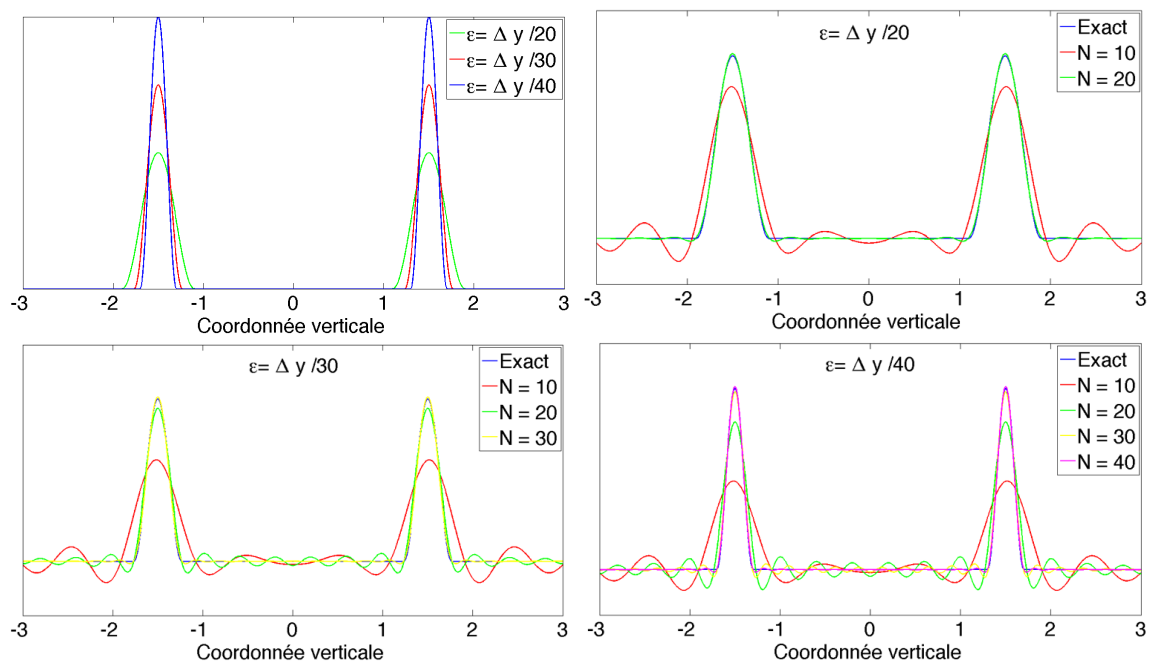 ε= Δ y /20
ε= Δ y /30
ε= Δ y /40
-3 -2 -1 0 1 2 3
Coordonnée verticale
ε= Δ y /20
Exact
N = 10
N = 20
-3 -2 -1 0 1 2 3
Coordonnée verticale
ε= Δ y /30
Exact
N = 10
N = 20
N = 30
-3 -2 -1 0 1 2 3
Coordonnée verticale
ε= Δ y /40
Exact
N = 10
N = 20
N = 30
N = 40
-3 -2 -1 0 1 2 3
Coordonnée verticale